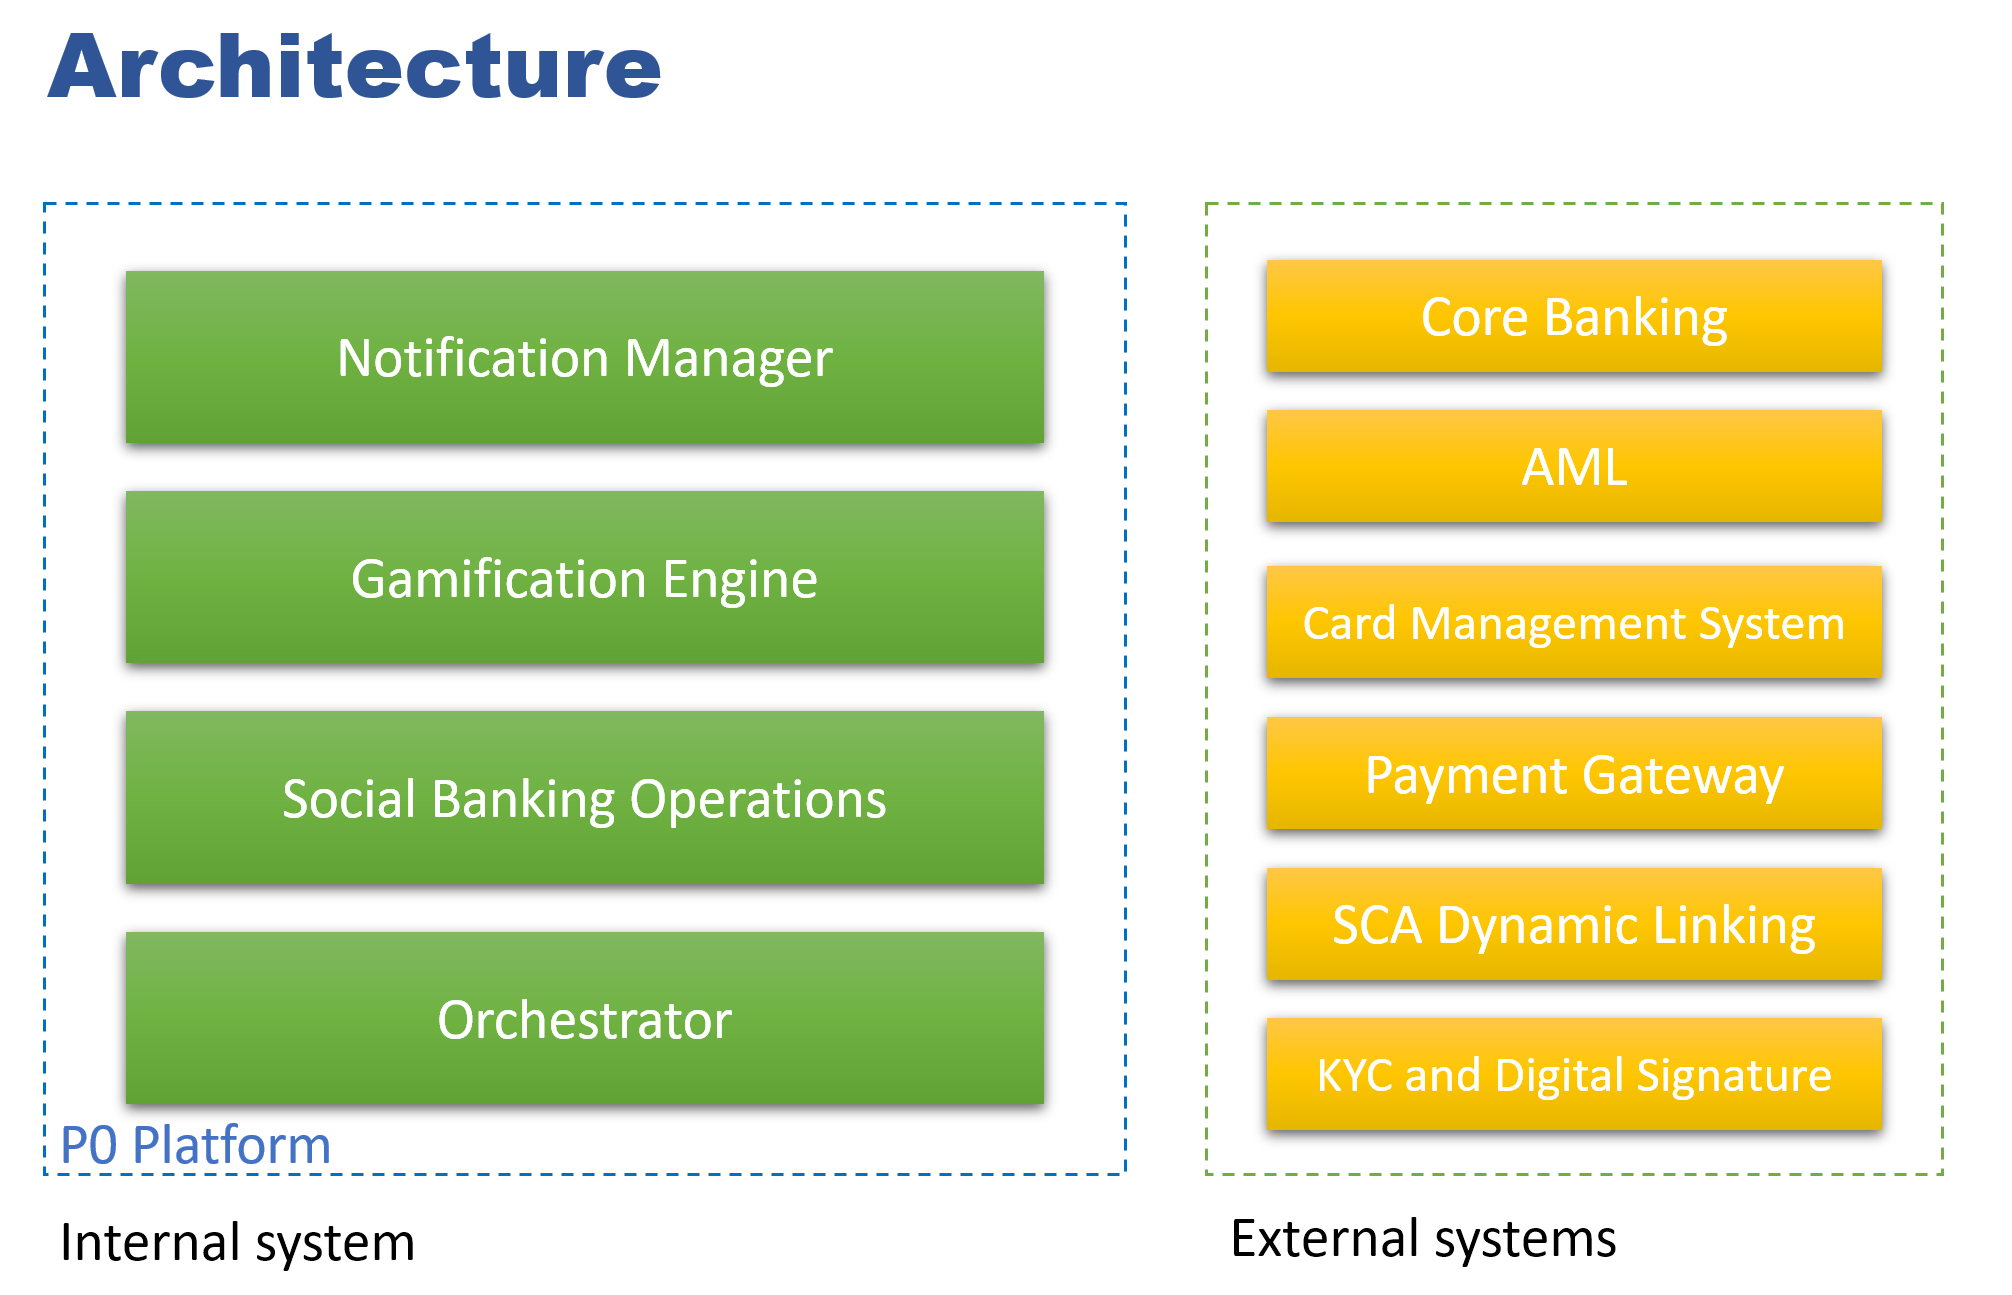 Architecture
Notification Manager
Gamification Engine
Social Banking Operations
Orchestrator
P0 Platform
Internal system
Core Banking
AML
Card Management System
Payment Gateway
SCA Dynamic Linking
KYC and Digital Signature
External systems